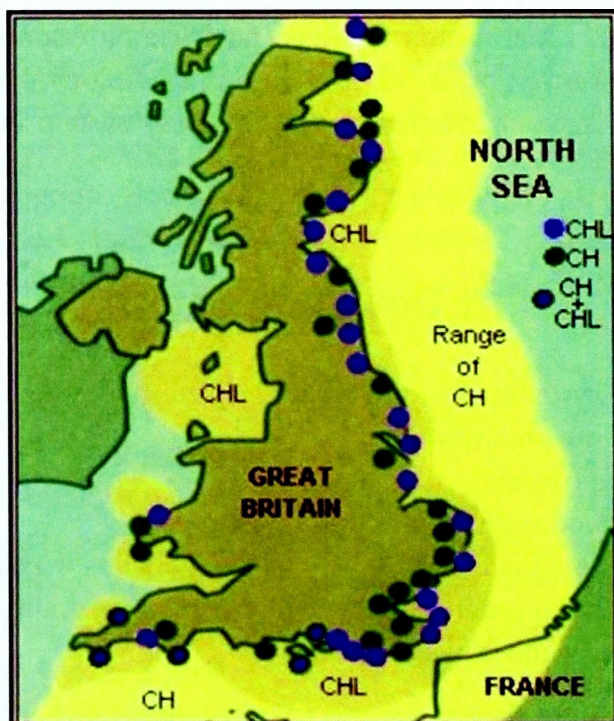 NORTH
SEA
CHL
CH
CH
+
CHL
CHL
Range
of
CH
CHL
GREAT
BRITAIN
CH
CHL
FRANCE